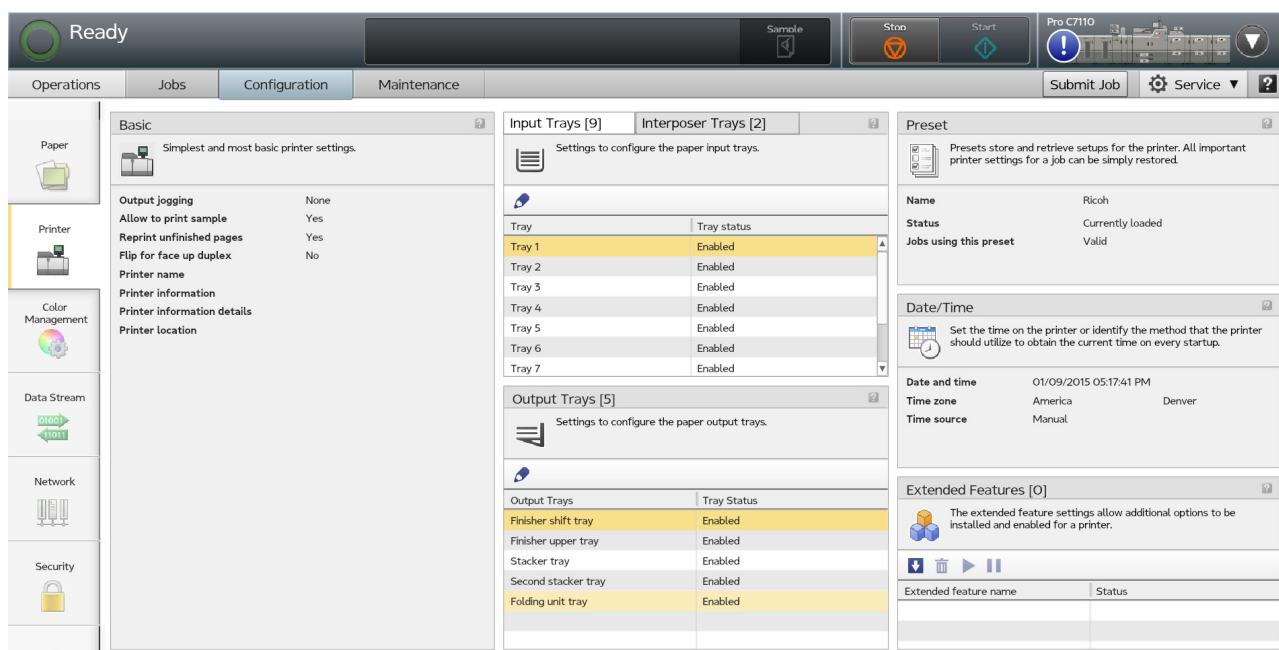 Ready
Sample
Stop
Start
Pro C7110
Operations
Jobs
Configuration
Maintenance
Submit Job
Service ▼
?
Paper
Printer
Color
Management
Data Stream
01001
11011
Network
Security
Basic
Simplest and most basic printer settings.
Output jogging None
Allow to print sample Yes
Reprint unfinished pages Yes
Flip for face up duplex No
Printer name
Printer information
Printer information details
Printer location
Input Trays [9]
Interposer Trays [2]
Settings to configure the paper input trays.
Tray Tray status
Tray 1 Enabled
Tray 2 Enabled
Tray 3 Enabled
Tray 4 Enabled
Tray 5 Enabled
Tray 6 Enabled
Tray 7 Enabled
Output Trays [5]
Settings to configure the paper output trays.
Output Trays Tray Status
Finisher shift tray Enabled
Finisher upper tray Enabled
Stacker tray Enabled
Second stacker tray Enabled
Folding unit tray Enabled
Preset
Presets store and retrieve setups for the printer. All important
printer settings for a job can be simply restored.
Name Ricoh
Status Currently loaded
Jobs using this preset Valid
Date/Time
Set the time on the printer or identify the method that the printer
should utilize to obtain the current time on every startup.
Date and time 01/09/2015 05:17:41 PM
Time zone America Denver
Time source Manual
Extended Features [0]
The extended feature settings allow additional options to be
installed and enabled for a printer.
Extended feature name Status